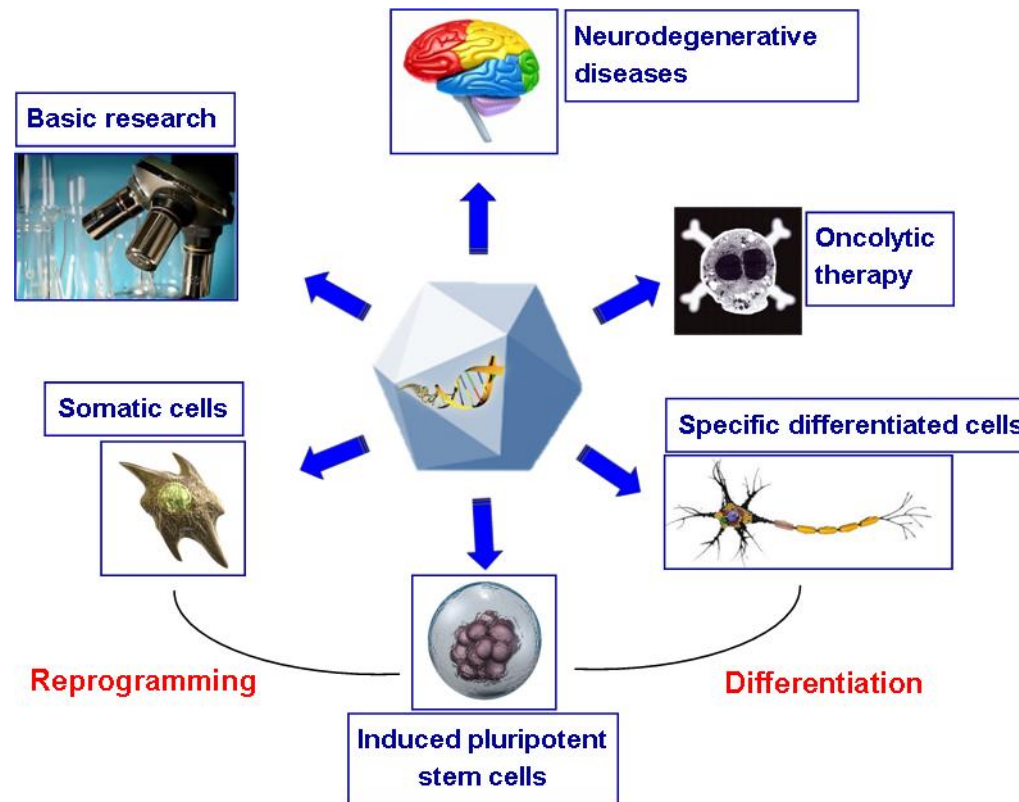 Neurodegenerative
diseases
Basic research
Oncolytic
therapy
Somatic cells
Specific differentiated cells
Reprogramming
Differentiation
Induced pluripotent
stem cells